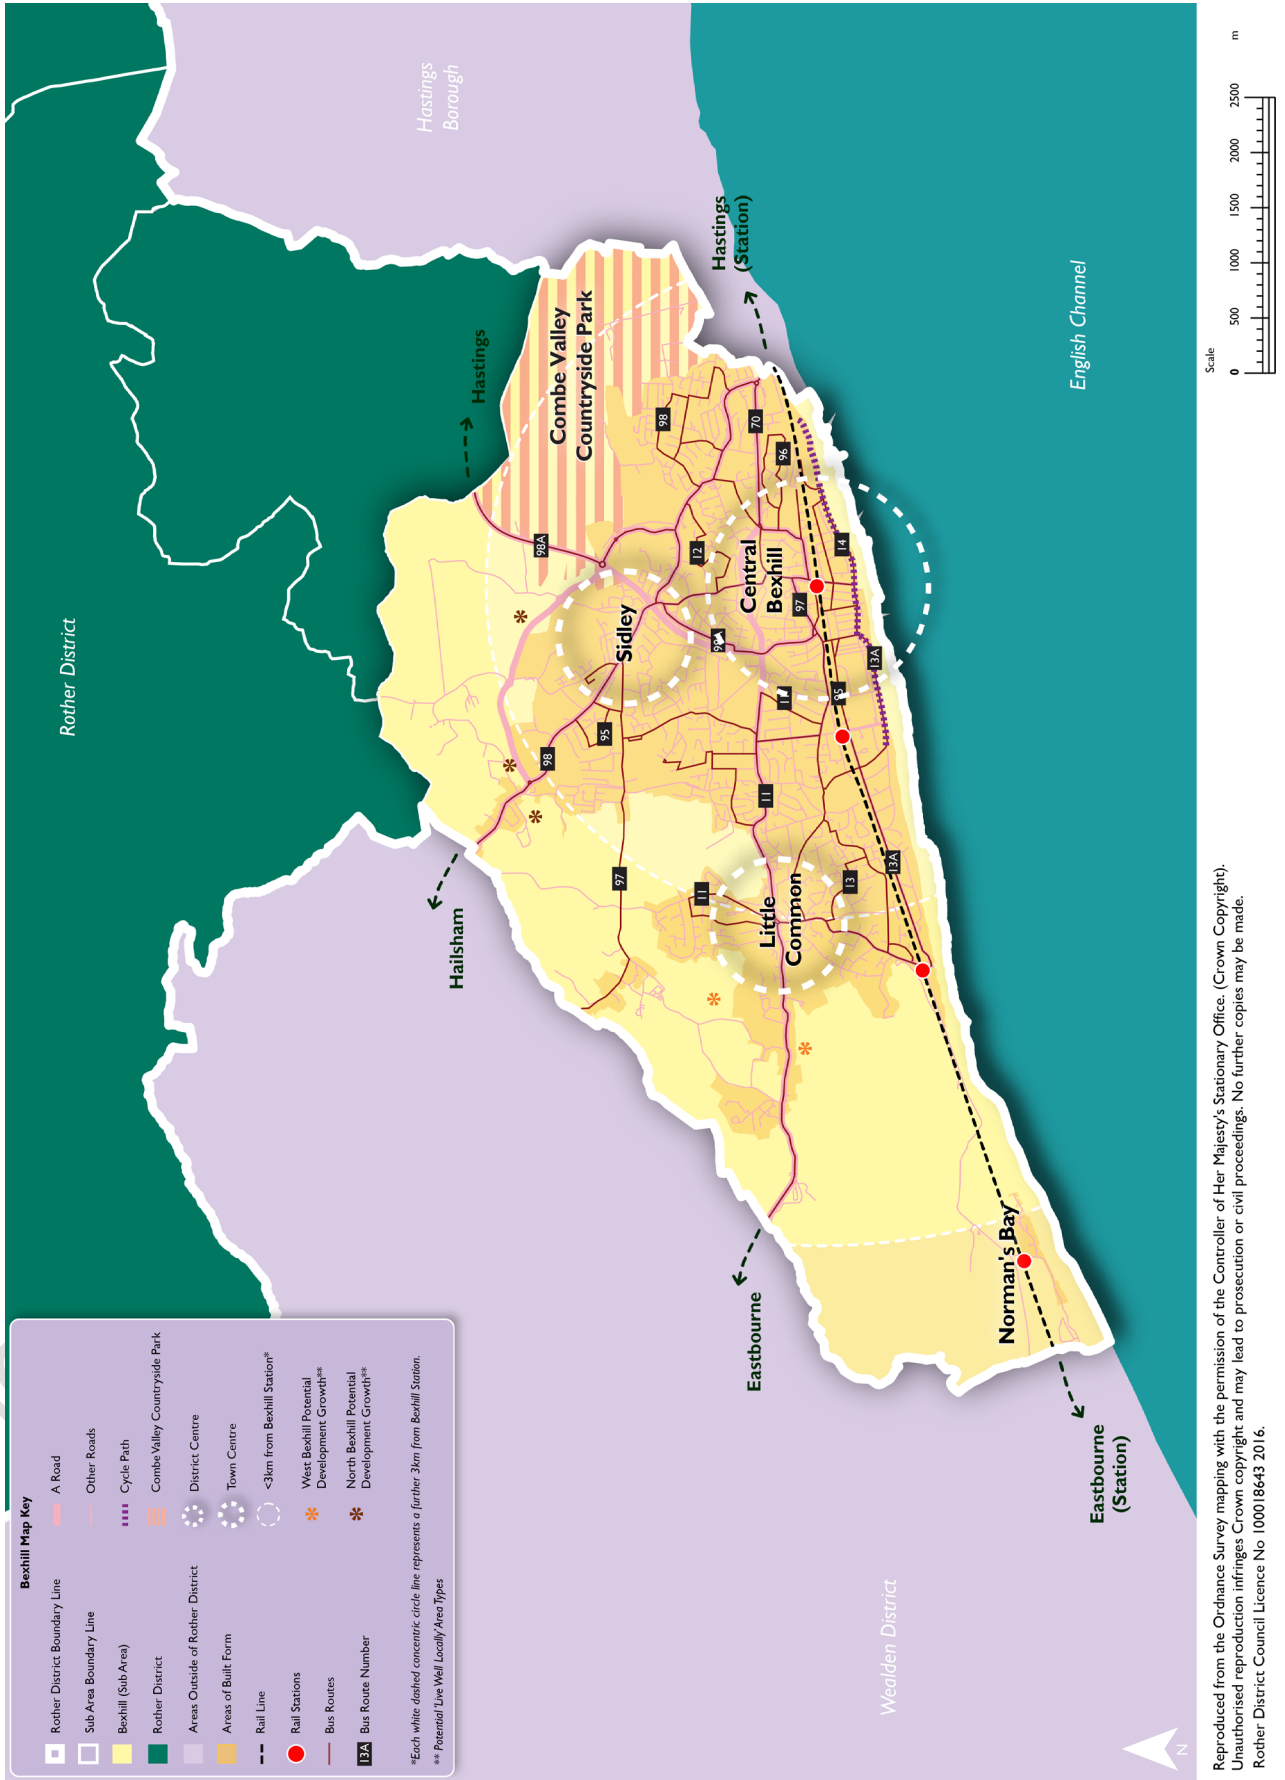 Bexhill Map Key
Rother District Boundary Line
Sub Area Boundary Line
Bexhill (Sub Area)
Rother District
Areas Outside of Rother District
Areas of Built Form
Rail Line
Rail Stations
Bus Routes
13A Bus Route Number
A Road
Other Roads
Cycle Path
Combe Valley Countryside Park
District Centre
Town Centre
<3km from Bexhill Station*
West Bexhill Potential
Development Growth**
North Bexhill Potential
Development Growth**
*Each white dashed concentric circle line represents a further 3km from Bexhill Station.
** Potential 'Live Well Locally' Area Types
Rother District
Hastings
Borough
Wealden District
English Channel
Hailsham
Hastings
Hastings
(Station)
Eastbourne
Eastbourne
(Station)
Combe Valley
Countryside Park
Sidley
Central
Bexhill
Little
Common
Norman's Bay
98A
98
95
97
11
11
12
98
70
96
14
97
13A
95
13
13A
N
Scale
0
500
1000
1500
2000
2500
m
Reproduced from the Ordnance Survey mapping with the permission of the Controller of Her Majesty's Stationary Office. (Crown Copyright).
Unauthorised reproduction infringes Crown copyright and may lead to prosecution or civil proceedings. No further copies may be made.
Rother District Council Licence No 100018643 2016.